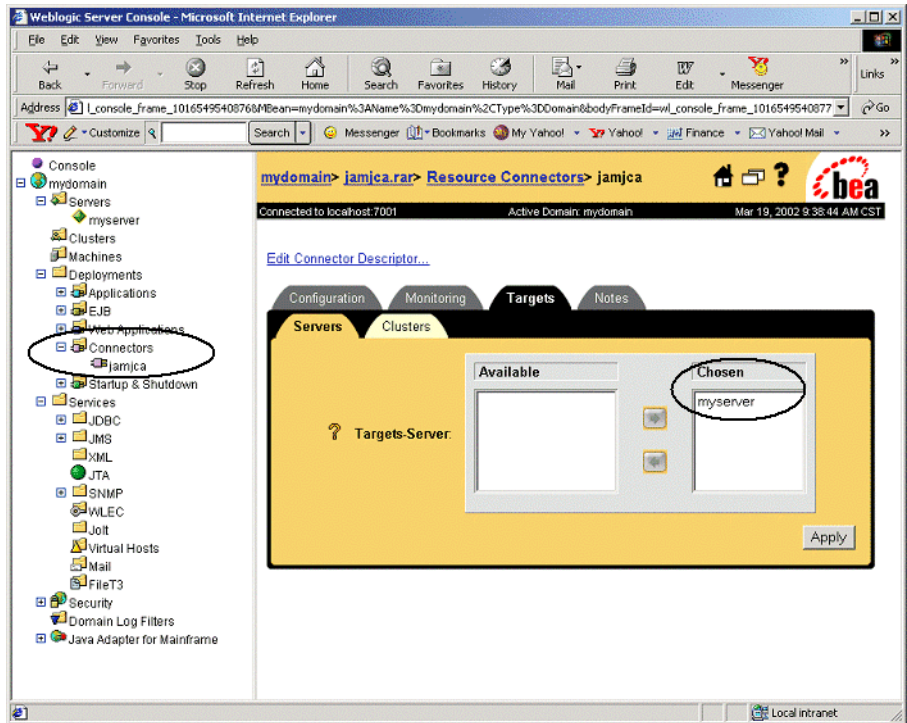 Weblogic Server Console - Microsoft Internet Explorer
File Edit View Favorites Tools Help
Back Forward Stop Refresh Home Search Favorites History Mail Print Edit Messenger » Links »
Address l_console_frame_1016549540876&MBean=mydomain%3AName%3Dmydomain%2CType%3DDomain&bodyFrameId=wl_console_frame_1016549540877 Go
Y! Customize Search Messenger Bookmarks My Yahoo! Yahoo! Finance Yahoo! Mail »
Console
mydomain
Servers
myserver
Clusters
Machines
Deployments
Applications
EJB
Web Applications
Connectors
jamjca
Startup & Shutdown
Services
JDBC
JMS
XML
JTA
SNMP
WLEC
Jolt
Virtual Hosts
Mail
FileT3
Security
Domain Log Filters
Java Adapter for Mainframe
mydomain> jamjca.rar> Resource Connectors> jamjca ? bea
Connected to localhost:7001 Active Domain: mydomain Mar 19, 2002 9:38:44 AM CST
Edit Connector Descriptor...
Configuration Monitoring Targets Notes
Servers Clusters
Available Chosen
myserver
? Targets-Server:
Apply
Local intranet